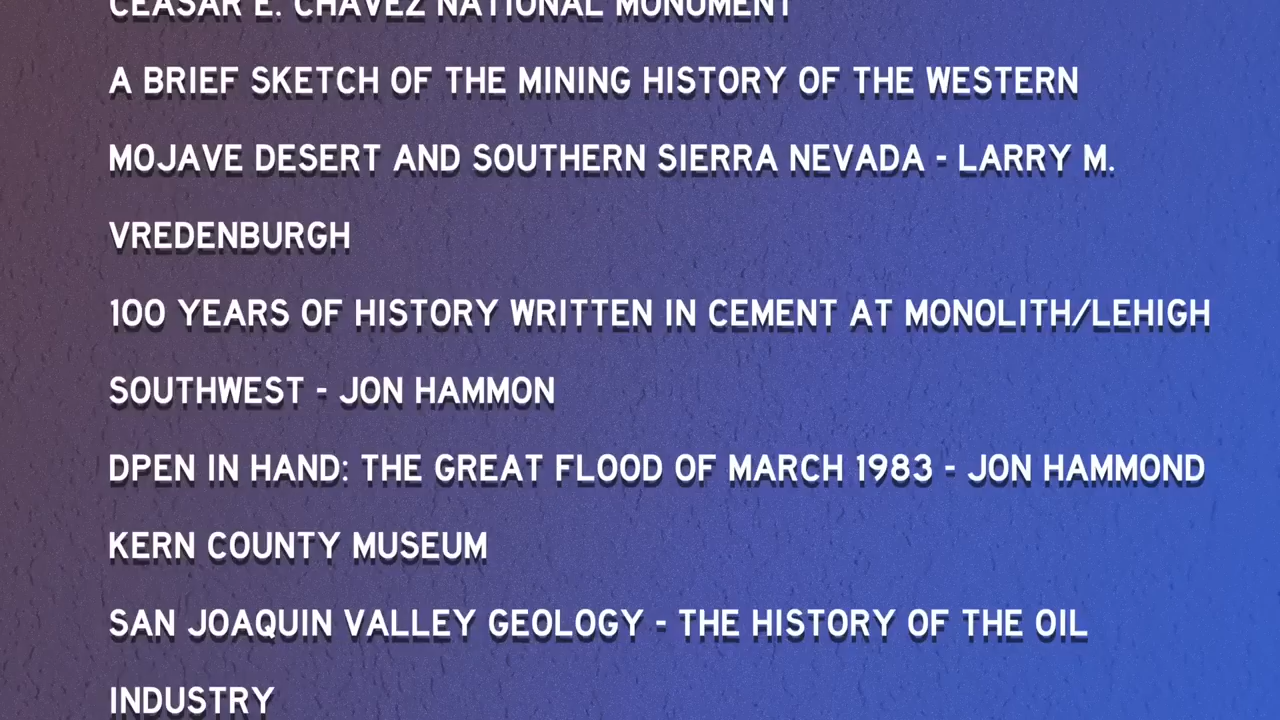 CEASAR E. CHAVEZ NATIONAL MONUMENT
A BRIEF SKETCH OF THE MINING HISTORY OF THE WESTERN
MOJAVE DESERT AND SOUTHERN SIERRA NEVADA - LARRY M.
VREDENBURGH
100 YEARS OF HISTORY WRITTEN IN CEMENT AT MONOLITH/LEHIGH
SOUTHWEST - JON HAMMON
DPEN IN HAND: THE GREAT FLOOD OF MARCH 1983 - JON HAMMOND
KERN COUNTY MUSEUM
SAN JOAQUIN VALLEY GEOLOGY - THE HISTORY OF THE OIL
INDUSTRY